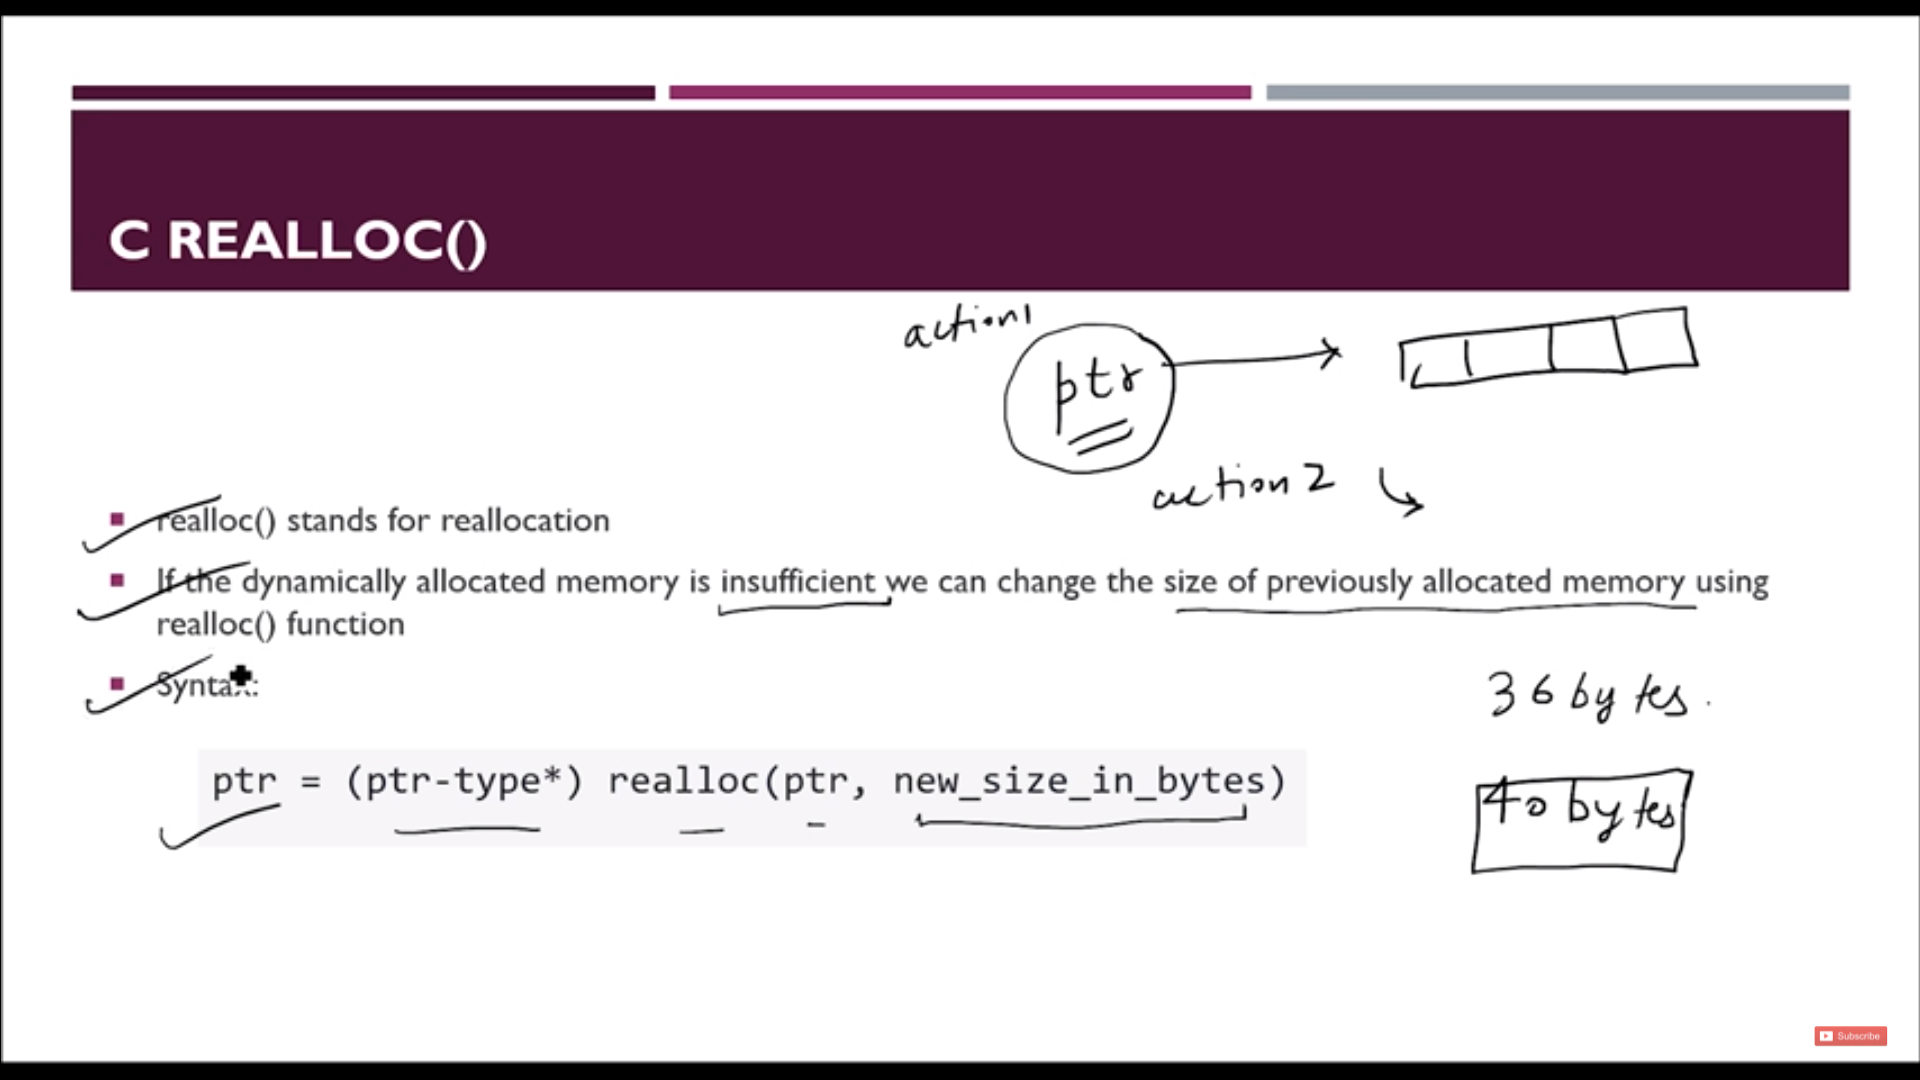 C REALLOC()
action1
ptr
action 2
realloc() stands for reallocation
If the dynamically allocated memory is insufficient we can change the size of previously allocated memory using
realloc() function
Syntax:
36 bytes.
ptr = (ptr-type*) realloc(ptr, new_size_in_bytes)
40 bytes
Subscribe